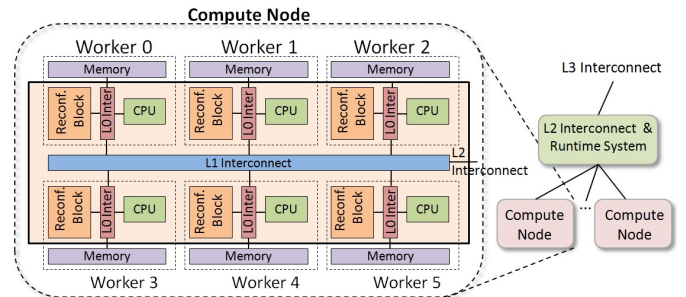 Compute Node
Worker 0
Worker 1
Worker 2
Memory
Memory
Memory
Reconf.
Block
L0 Inter
CPU
Reconf.
Block
L0 Inter
CPU
Reconf.
Block
L0 Inter
CPU
L1 Interconnect
L2
Interconnect
Reconf.
Block
L0 Inter
CPU
Reconf.
Block
L0 Inter
CPU
Reconf.
Block
L0 Inter
CPU
Memory
Memory
Memory
Worker 3
Worker 4
Worker 5
L3 Interconnect
L2 Interconnect &
Runtime System
...
Compute
Node
Compute
Node